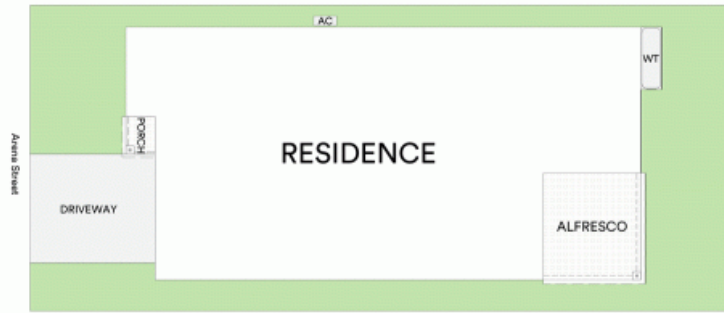 AC
WT
PORCH
Arena Street
RESIDENCE
DRIVEWAY
ALFRESCO